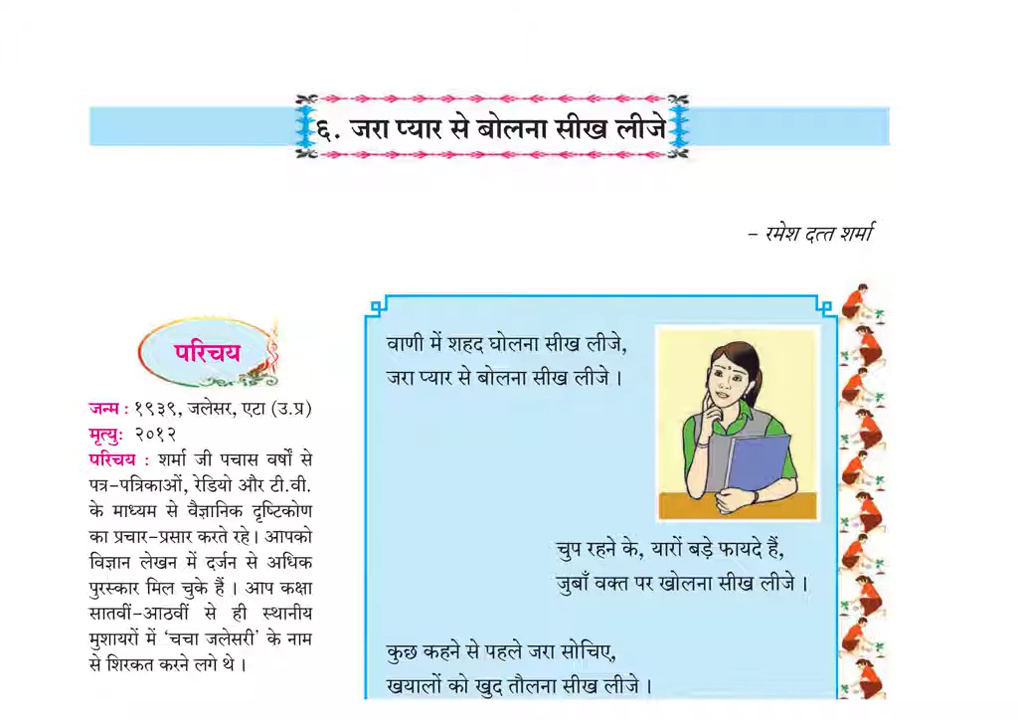 ६. जरा प्यार से बोलना सीख लीजे
– रमेश दत्त शर्मा
परिचय
जन्म : १९३९, जलेसर, एटा (उ.प्र)
मृत्युः २०१२
परिचय : शर्मा जी पचास वर्षों से
पत्र-पत्रिकाओं, रेडियो और टी.वी.
के माध्यम से वैज्ञानिक दृष्टिकोण
का प्रचार-प्रसार करते रहे। आपको
विज्ञान लेखन में दर्जन से अधिक
पुरस्कार मिल चुके हैं । आप कक्षा
सातवीं-आठवीं से ही स्थानीय
मुशायरों में ‘चचा जलेसरी’ के नाम
से शिरकत करने लगे थे ।
वाणी में शहद घोलना सीख लीजे,
जरा प्यार से बोलना सीख लीजे ।
चुप रहने के, यारों बड़े फायदे हैं,
जुबाँ वक्त पर खोलना सीख लीजे ।
कुछ कहने से पहले जरा सोचिए,
खयालों को खुद तौलना सीख लीजे ।